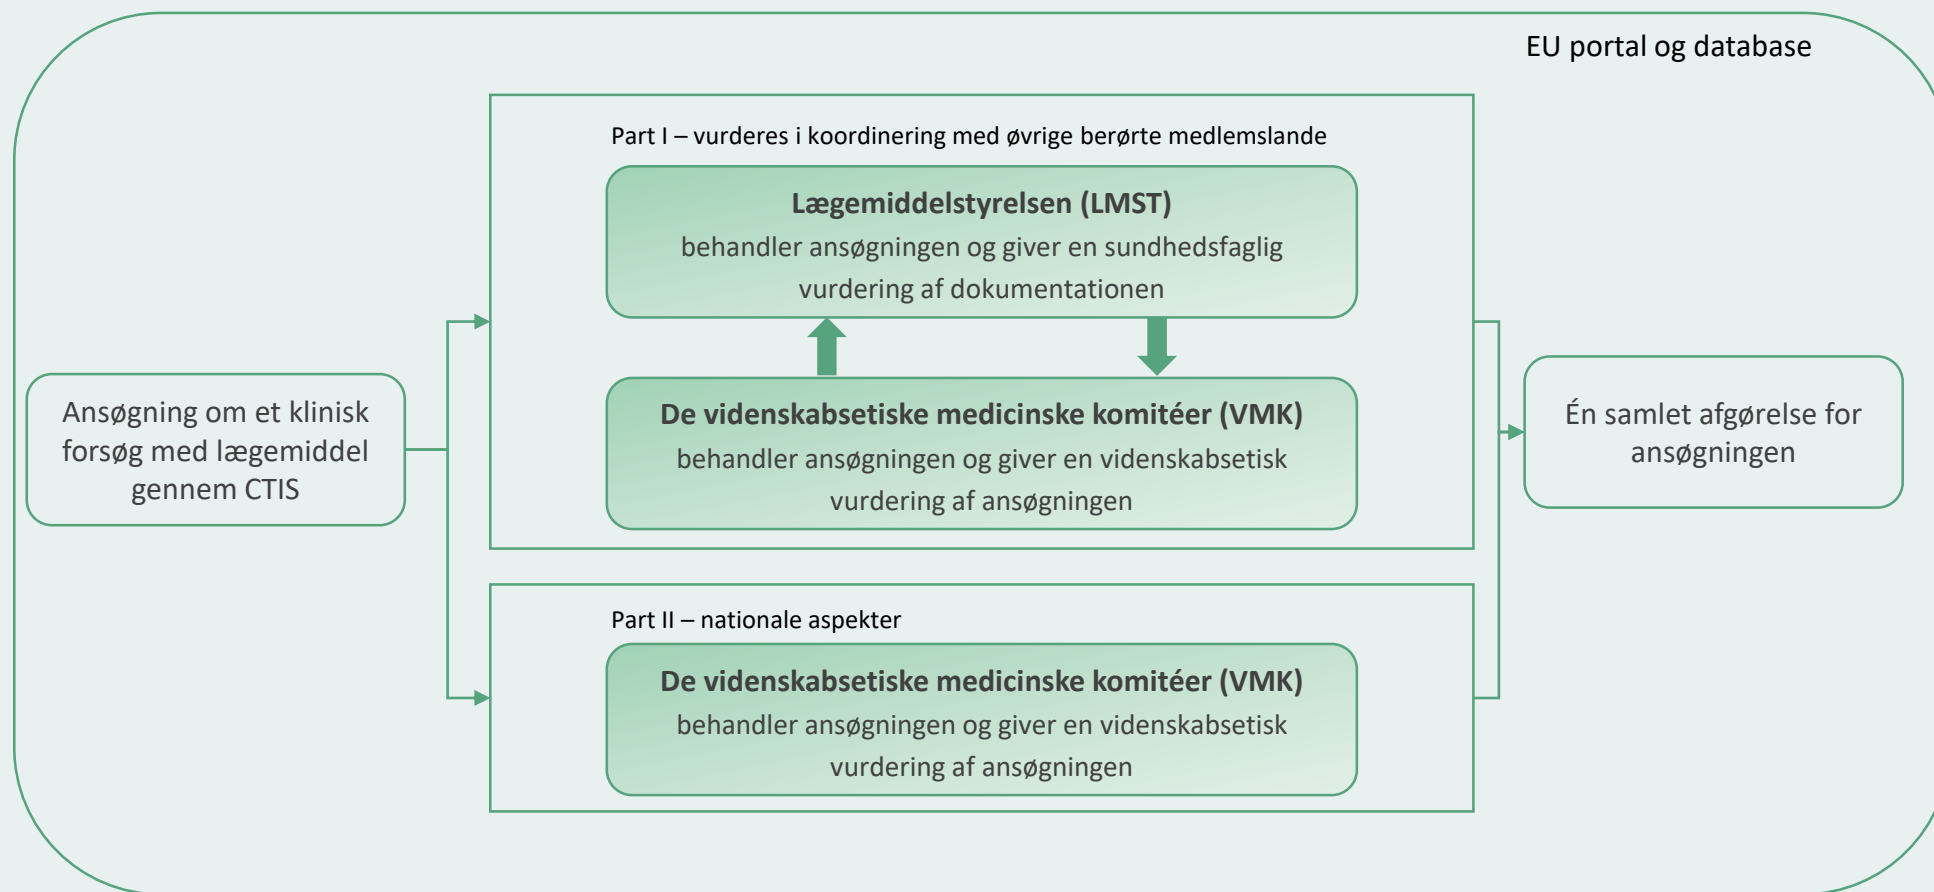 EU portal og database
Part I – vurderes i koordinering med øvrige berørte medlemslande
Lægemiddelstyrelsen (LMST)
behandler ansøgningen og giver en sundhedsfaglig
vurdering af dokumentationen
De videnskabsetiske medicinske komitéer (VMK)
behandler ansøgningen og giver en videnskabsetisk
vurdering af ansøgningen
Ansøgning om et klinisk
forsøg med lægemiddel
gennem CTIS
Én samlet afgørelse for
ansøgningen
Part II – nationale aspekter
De videnskabsetiske medicinske komitéer (VMK)
behandler ansøgningen og giver en videnskabsetisk
vurdering af ansøgningen